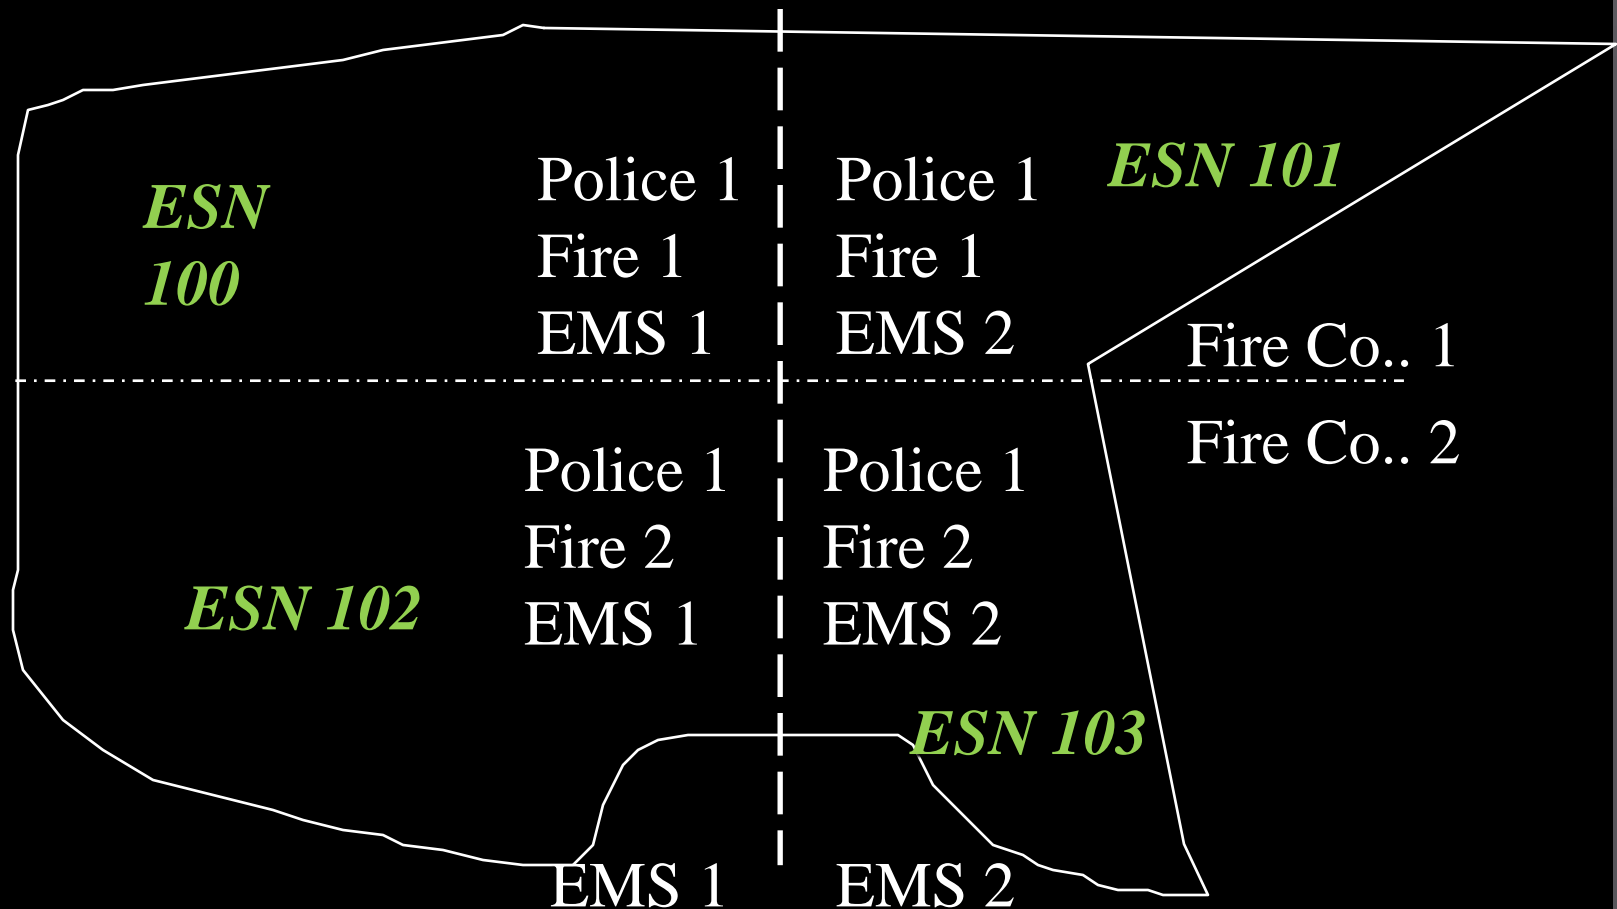 ESN
100
Police 1
Fire 1
EMS 1
Police 1
Fire 1
EMS 2
ESN 101
Fire Co.. 1
Fire Co.. 2
ESN 102
Police 1
Fire 2
EMS 1
Police 1
Fire 2
EMS 2
ESN 103
EMS 1
EMS 2